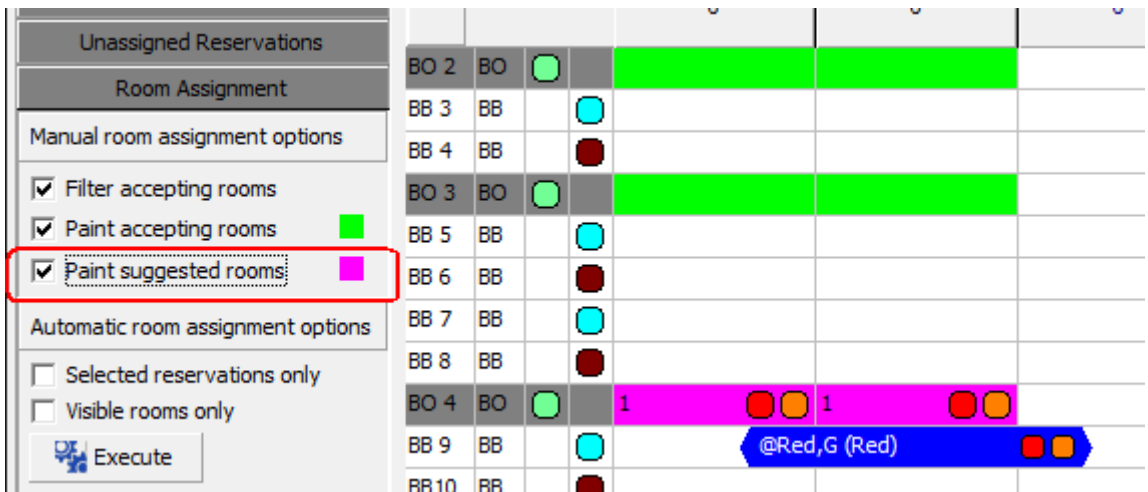 Unassigned Reservations
Room Assignment
Manual room assignment options
Filter accepting rooms
Paint accepting rooms
Paint suggested rooms
Automatic room assignment options
Selected reservations only
Visible rooms only
Execute
BO 2 BO
BB 3 BB
BB 4 BB
BO 3 BO
BB 5 BB
BB 6 BB
BB 7 BB
BB 8 BB
BO 4 BO 1 1
BB 9 BB @Red,G (Red)
BB10 BB